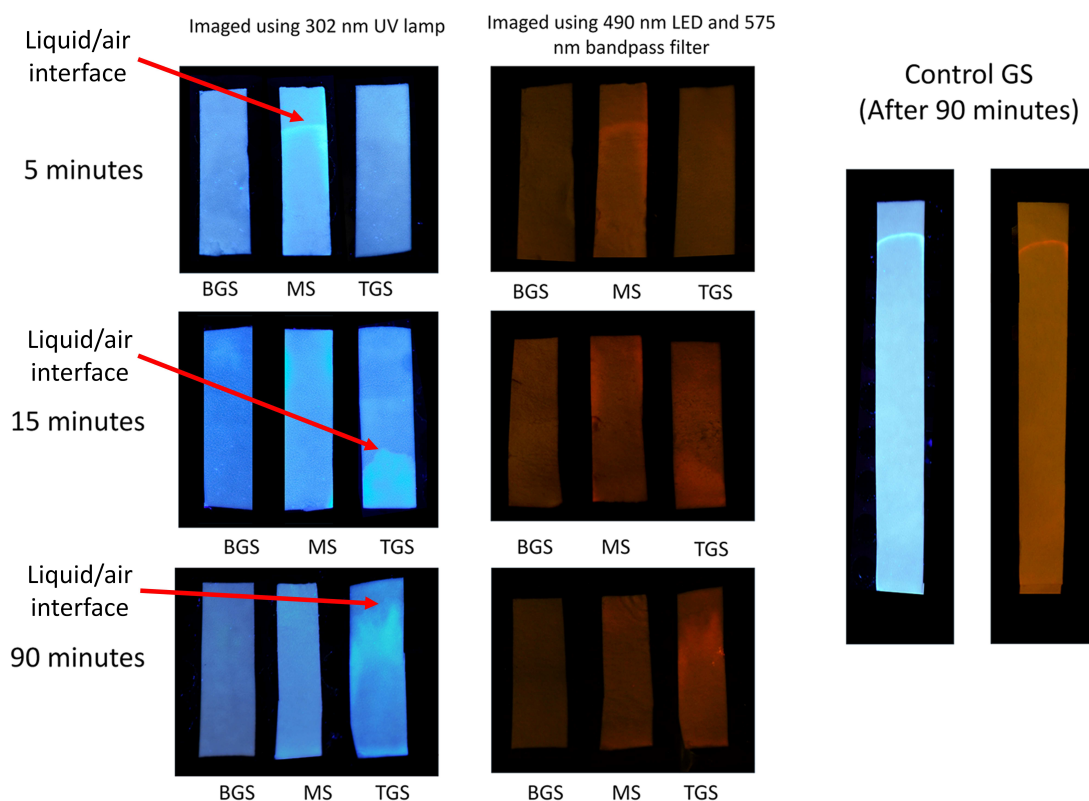 Imaged using 302 nm UV lamp
Imaged using 490 nm LED and 575
nm bandpass filter
Liquid/air
interface
Control GS
(After 90 minutes)
5 minutes
BGS MS TGS
BGS MS TGS
Liquid/air
interface
15 minutes
BGS MS TGS
BGS MS TGS
Liquid/air
interface
90 minutes
BGS MS TGS
BGS MS TGS